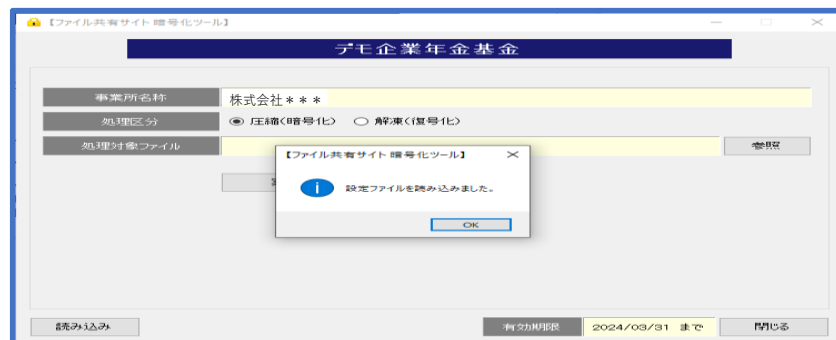 【ファイル共有サイト 暗号化ツール】
デモ企業年金基金
事業所名称 株式会社＊＊＊
処理区分 圧縮(暗号化) 解凍(復号化)
処理対象ファイル 参照
【ファイル共有サイト 暗号化ツール】
設定ファイルを読み込みました。
OK
読み込み 有効期限 2024/03/31 まで 閉じる